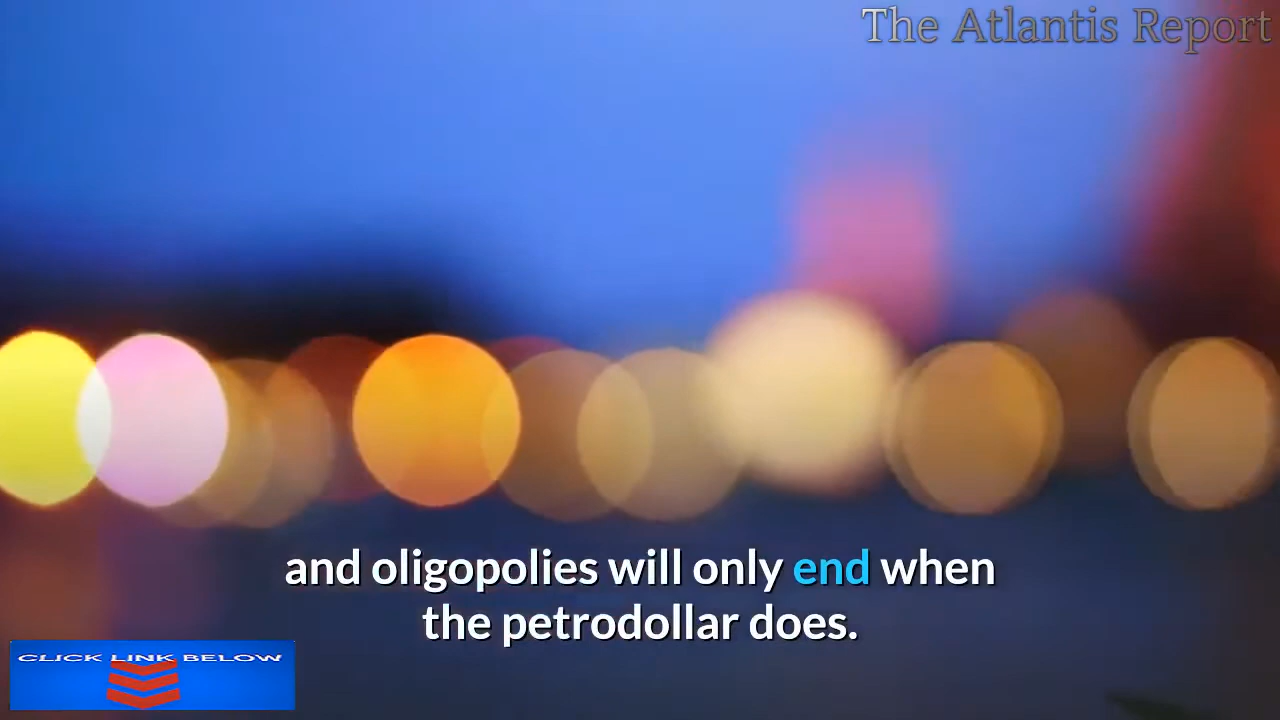 The Atlantis Report
and oligopolies will only end when
the petrodollar does.
CLICK LINK BELOW